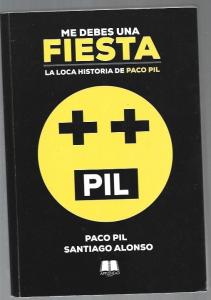 ME DEBES UNA
FIESTA
LA LOCA HISTORIA DE PACO PIL
++
PIL
PACO PIL
SANTIAGO ALONSO